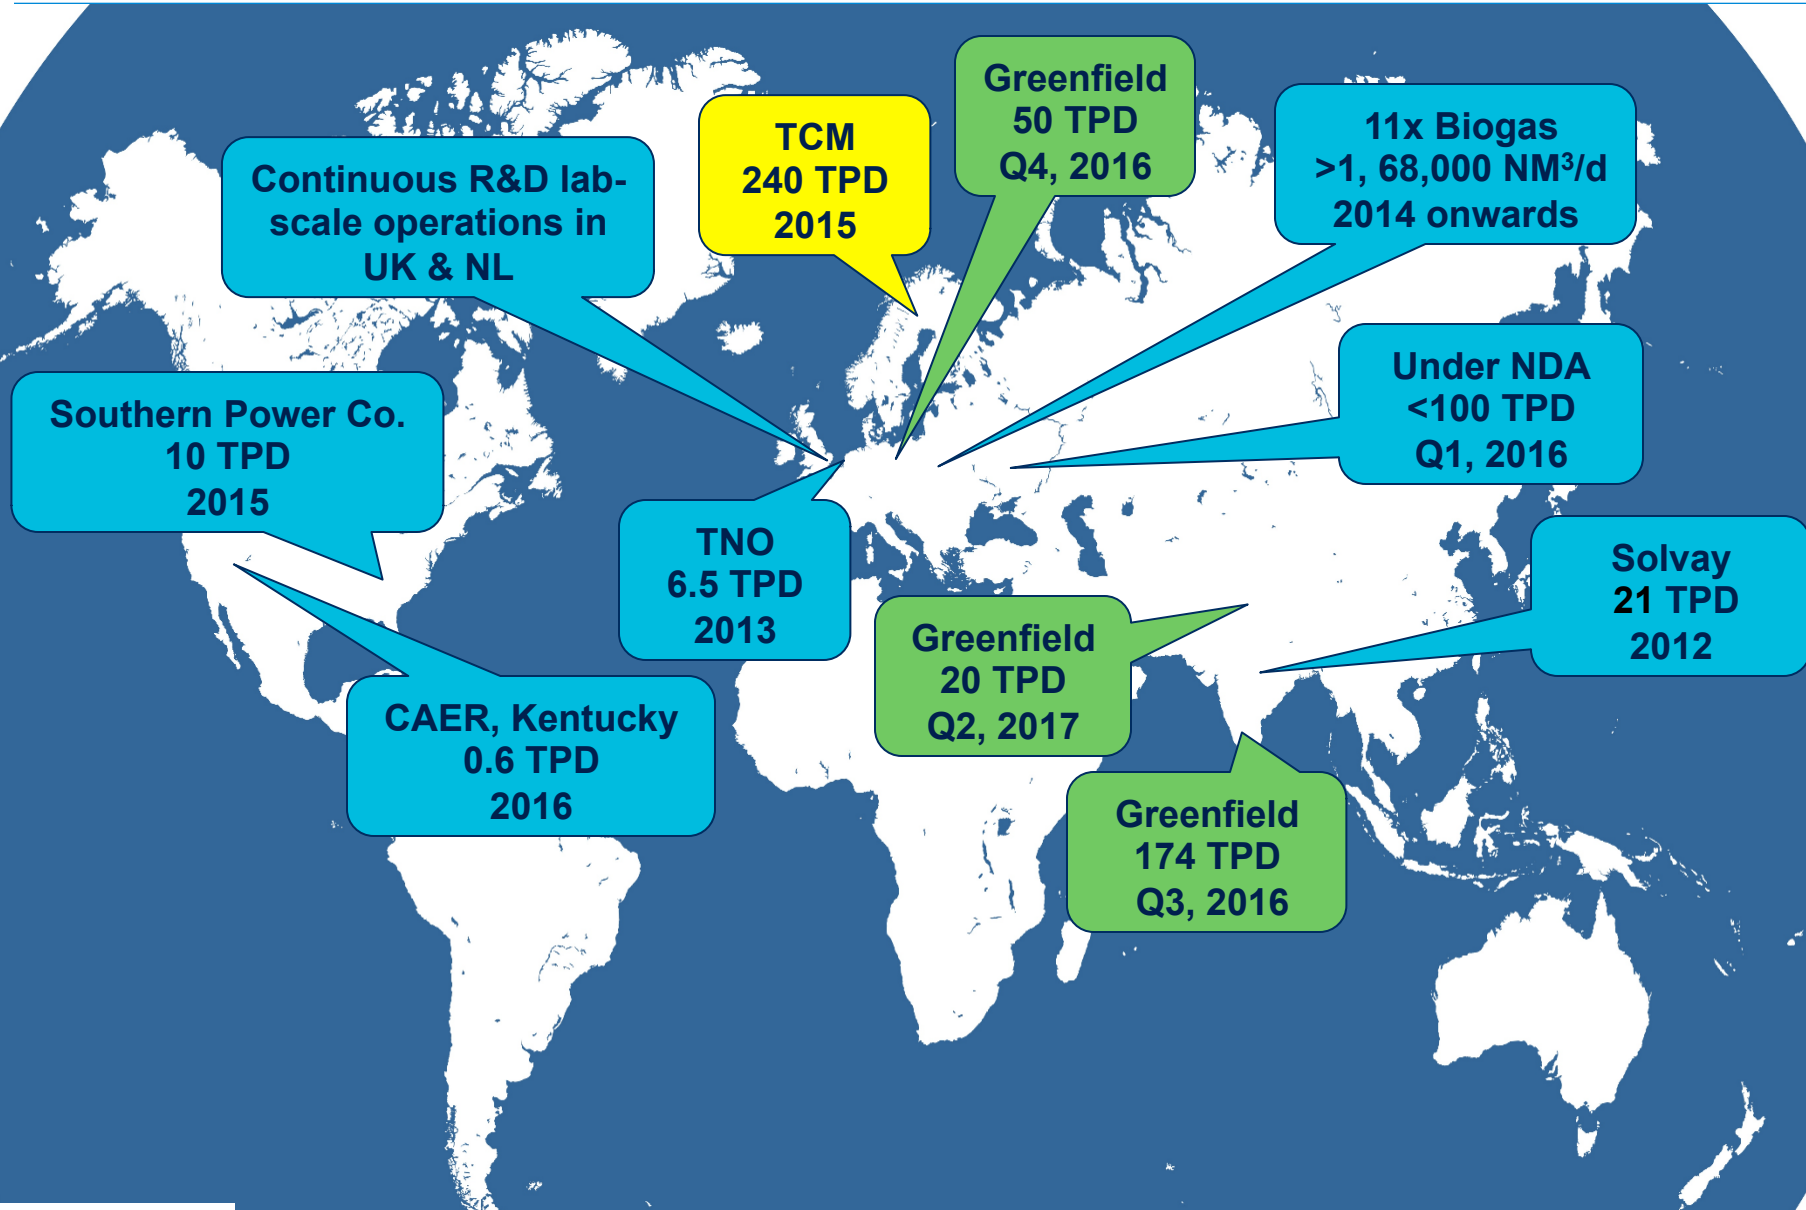 Greenfield
50 TPD
Q4, 2016
TCM
240 TPD
2015
11x Biogas
>1, 68,000 NM³/d
2014 onwards
Continuous R&D lab-
scale operations in
UK & NL
Under NDA
<100 TPD
Q1, 2016
Southern Power Co.
10 TPD
2015
TNO
6.5 TPD
2013
Solvay
21 TPD
2012
Greenfield
20 TPD
Q2, 2017
CAER, Kentucky
0.6 TPD
2016
Greenfield
174 TPD
Q3, 2016